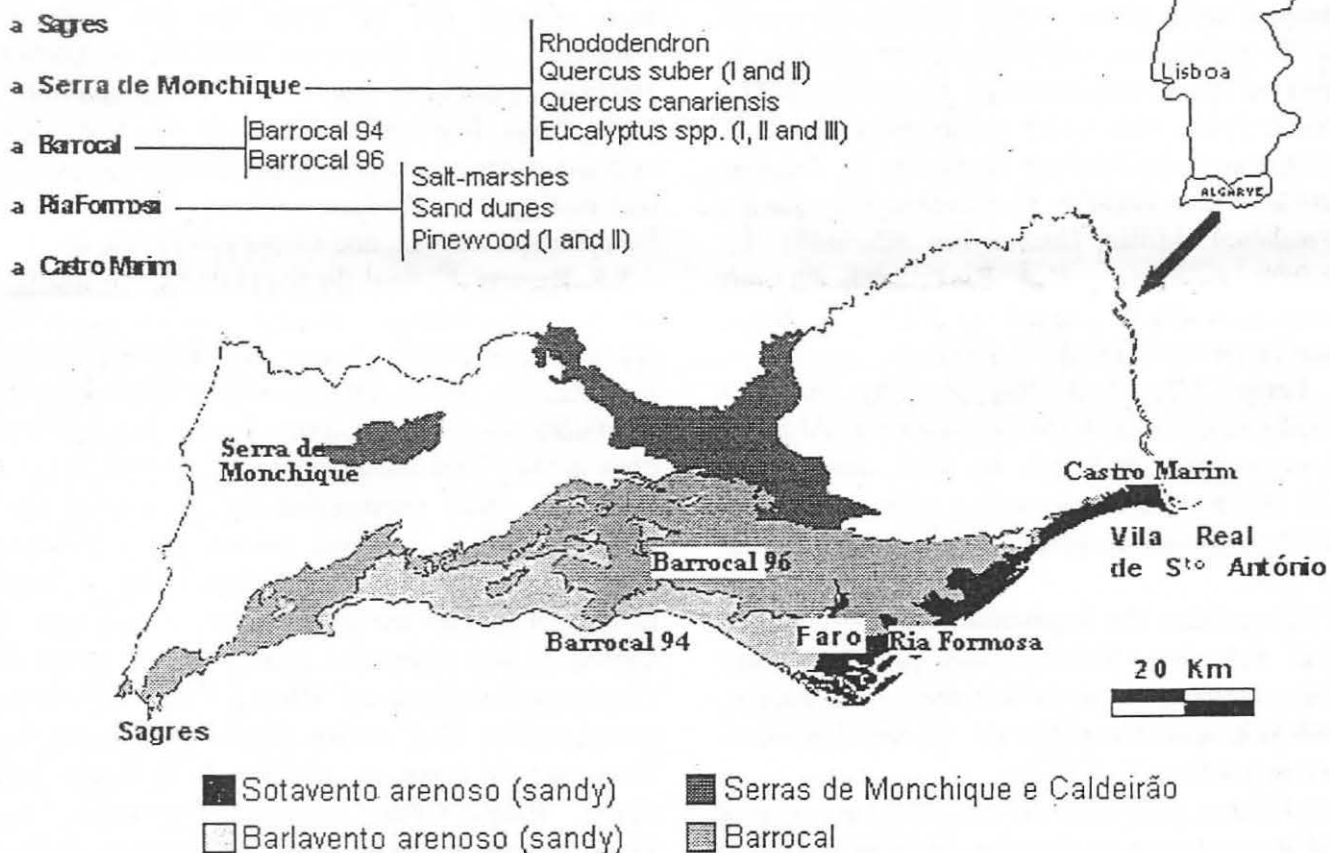 a Sagres
a Serra de Monchique
Rhododendron
Quercus suber (I and II)
Quercus canariensis
Eucalyptus spp. (I, II and III)
a Barrocal
Barrocal 94
Barrocal 96
a Ria Formosa
Salt-marshes
Sand dunes
Pinewood (I and II)
a Castro Marim
Lisboa
ALGARVE
Serra de
Monchique
Castro Marim
Vila Real
de Sto António
Barrocal 96
Barrocal 94
Faro
Ria Formosa
20 Km
Sagres
Sotavento arenoso (sandy)
Serras de Monchique e Caldeirão
Barlavento arenoso (sandy)
Barrocal